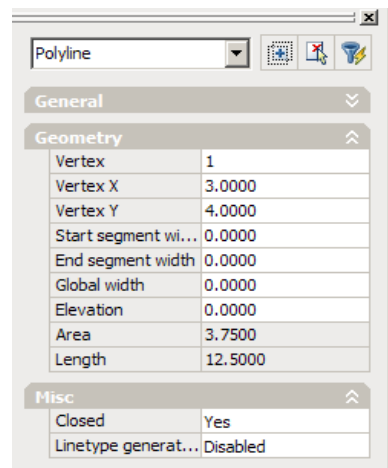 Polyline
General
Geometry
Vertex 1
Vertex X 3.0000
Vertex Y 4.0000
Start segment wi... 0.0000
End segment width 0.0000
Global width 0.0000
Elevation 0.0000
Area 3.7500
Length 12.5000
Misc
Closed Yes
Linetype generat... Disabled